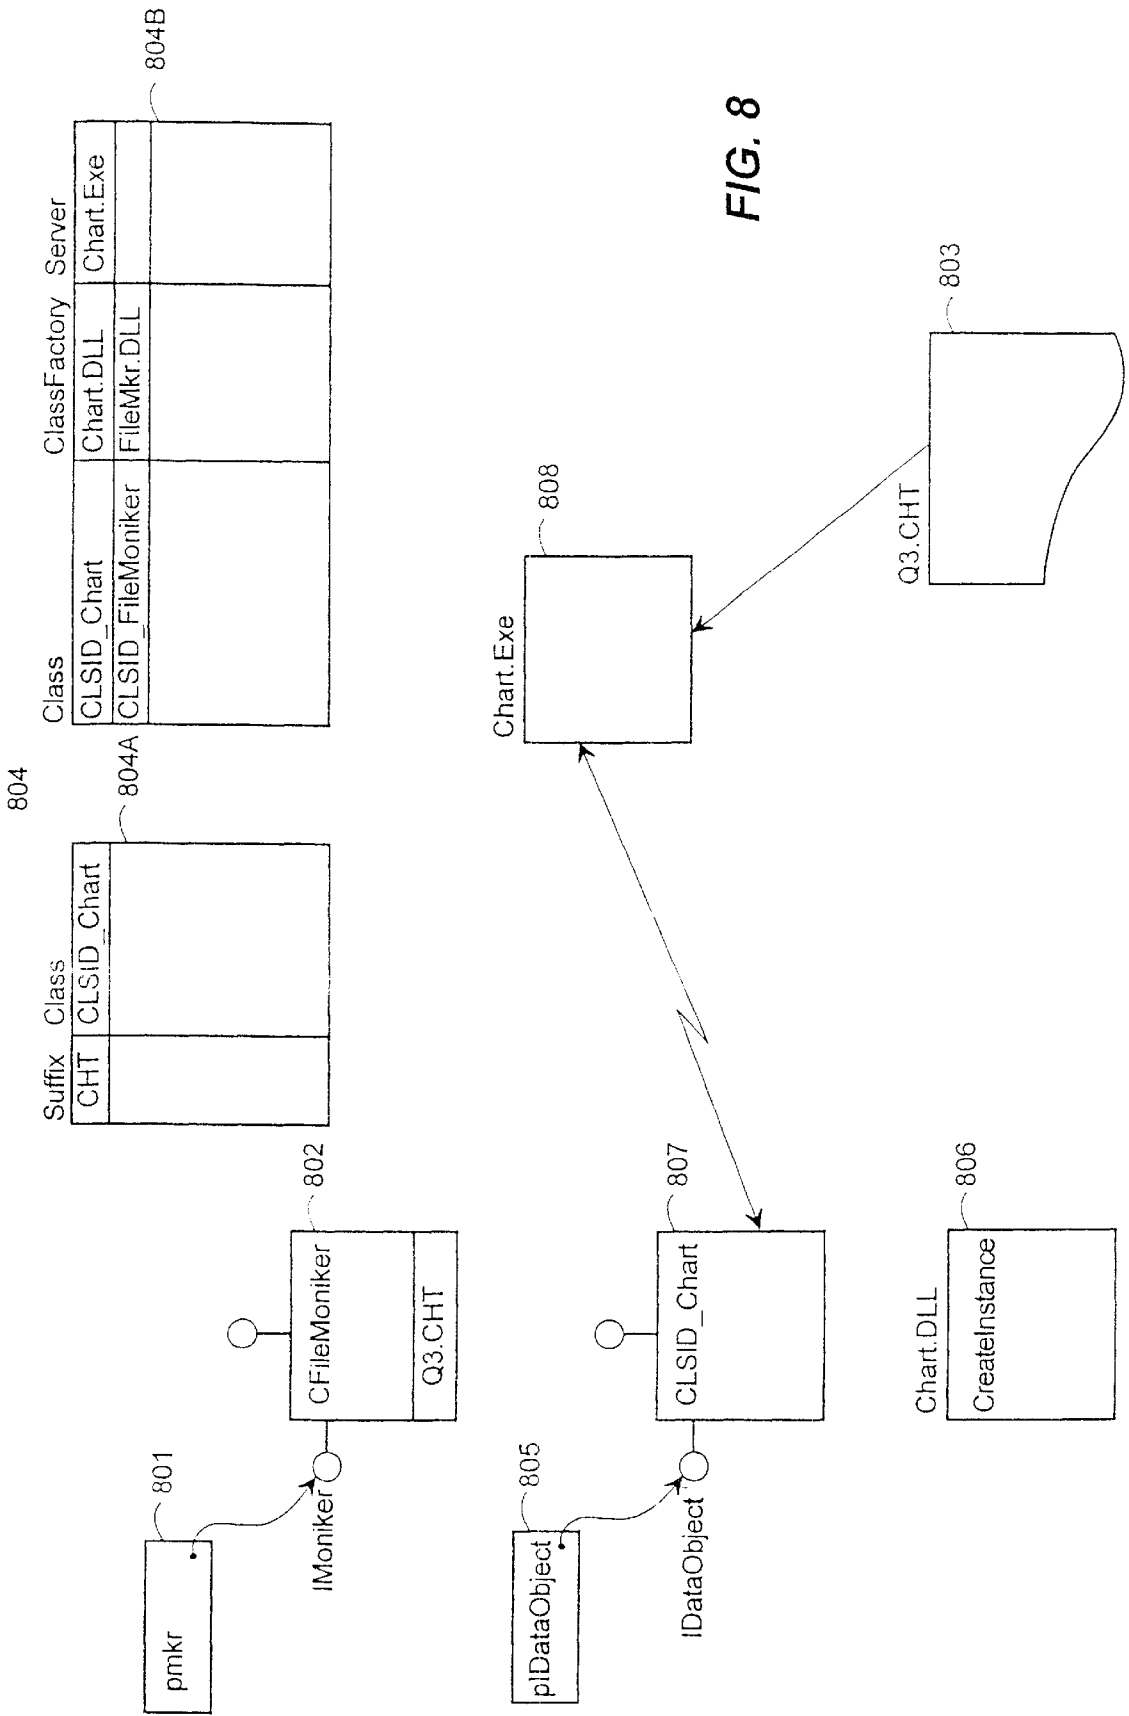 804
Suffix Class
CHT CLSID_Chart
804A
Class ClassFactory Server
CLSID_Chart Chart.DLL Chart.Exe
CLSID_FileMoniker FileMkr.DLL
804B
pmkr
801
IMoniker
CFileMoniker
Q3.CHT
802
pIDataObject
805
IDataObject
CLSID_Chart
807
Chart.Exe
808
Chart.DLL
CreateInstance
806
Q3.CHT
803
FIG. 8